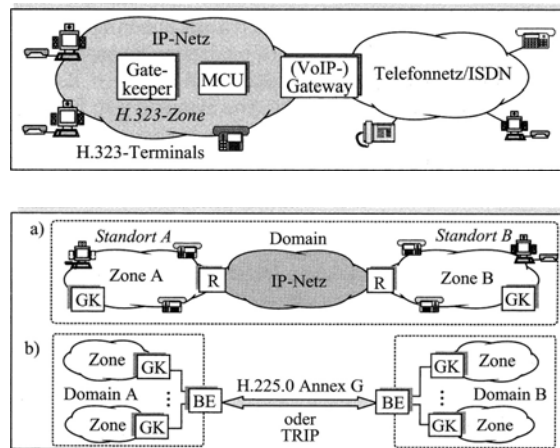 IP-Netz
Gate-
keeper
MCU
(VoIP-)
Gateway
Telefonnetz/ISDN
H.323-Zone
H.323-Terminals
a)
Standort A
Domain
Standort B
Zone A
R
IP-Netz
R
Zone B
GK
GK
b)
Zone
GK
Domain A
⋮
BE
H.225.0 Annex G
oder
TRIP
BE
GK
Zone
⋮
Domain B
Zone
GK
GK
Zone